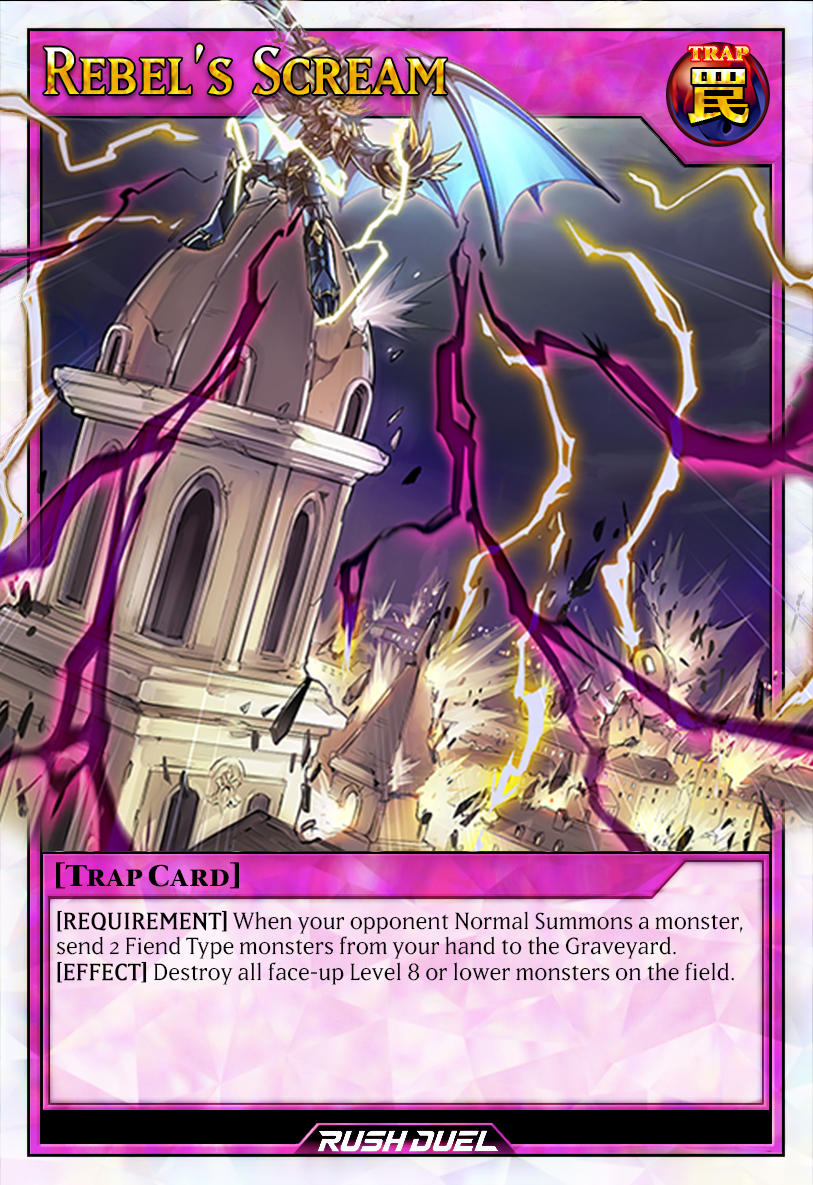 Rebel's Scream
TRAP
罠
[Trap Card]
[REQUIREMENT] When your opponent Normal Summons a monster,
send 2 Fiend Type monsters from your hand to the Graveyard.
[EFFECT] Destroy all face-up Level 8 or lower monsters on the field.
RUSH DUEL